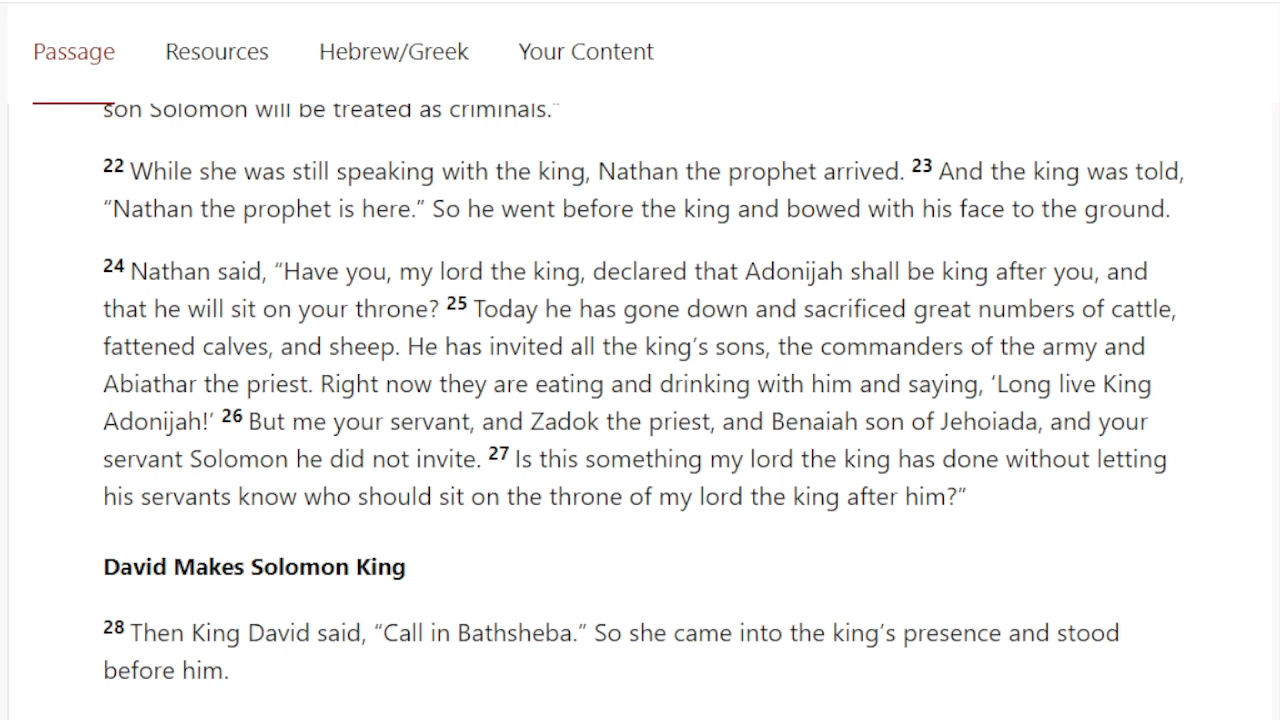 Passage Resources Hebrew/Greek Your Content
son Solomon will be treated as criminals.”
22 While she was still speaking with the king, Nathan the prophet arrived. 23 And the king was told,
“Nathan the prophet is here.” So he went before the king and bowed with his face to the ground.
24 Nathan said, “Have you, my lord the king, declared that Adonijah shall be king after you, and
that he will sit on your throne? 25 Today he has gone down and sacrificed great numbers of cattle,
fattened calves, and sheep. He has invited all the king’s sons, the commanders of the army and
Abiathar the priest. Right now they are eating and drinking with him and saying, ‘Long live King
Adonijah!’ 26 But me your servant, and Zadok the priest, and Benaiah son of Jehoiada, and your
servant Solomon he did not invite. 27 Is this something my lord the king has done without letting
his servants know who should sit on the throne of my lord the king after him?”
David Makes Solomon King
28 Then King David said, “Call in Bathsheba.” So she came into the king’s presence and stood
before him.